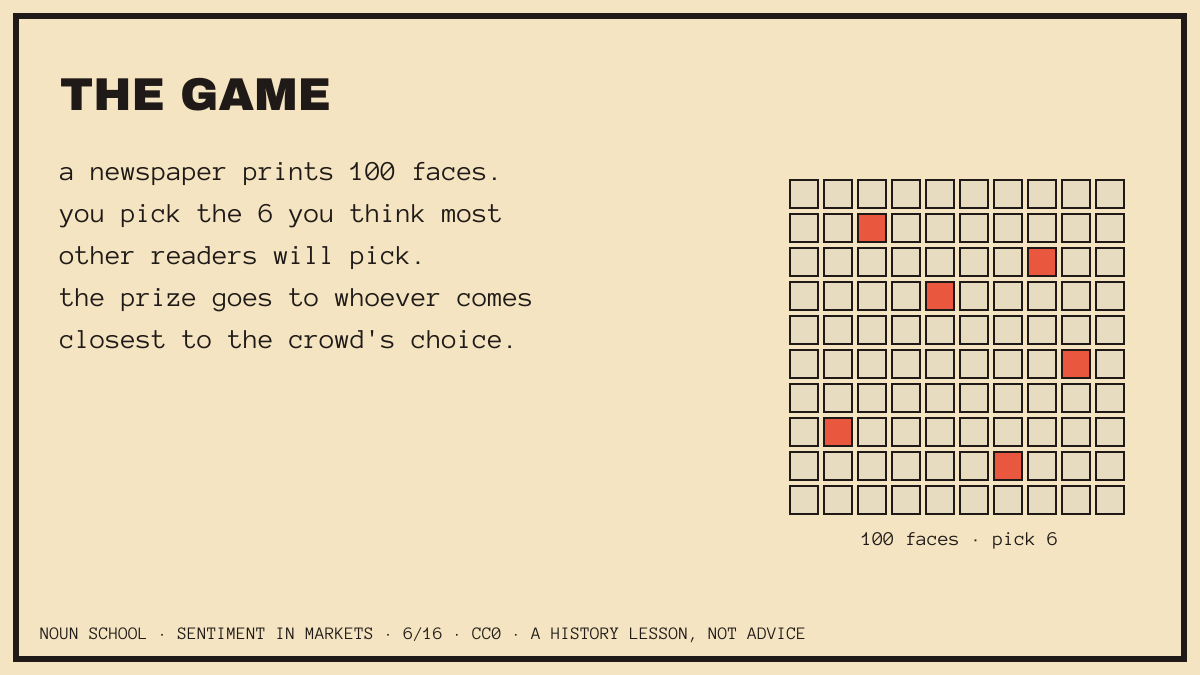 THE GAME
a newspaper prints 100 faces.
you pick the 6 you think most
other readers will pick.
the prize goes to whoever comes
closest to the crowd's choice.
100 faces · pick 6
NOUN SCHOOL · SENTIMENT IN MARKETS · 6/16 · CC0 · A HISTORY LESSON, NOT ADVICE